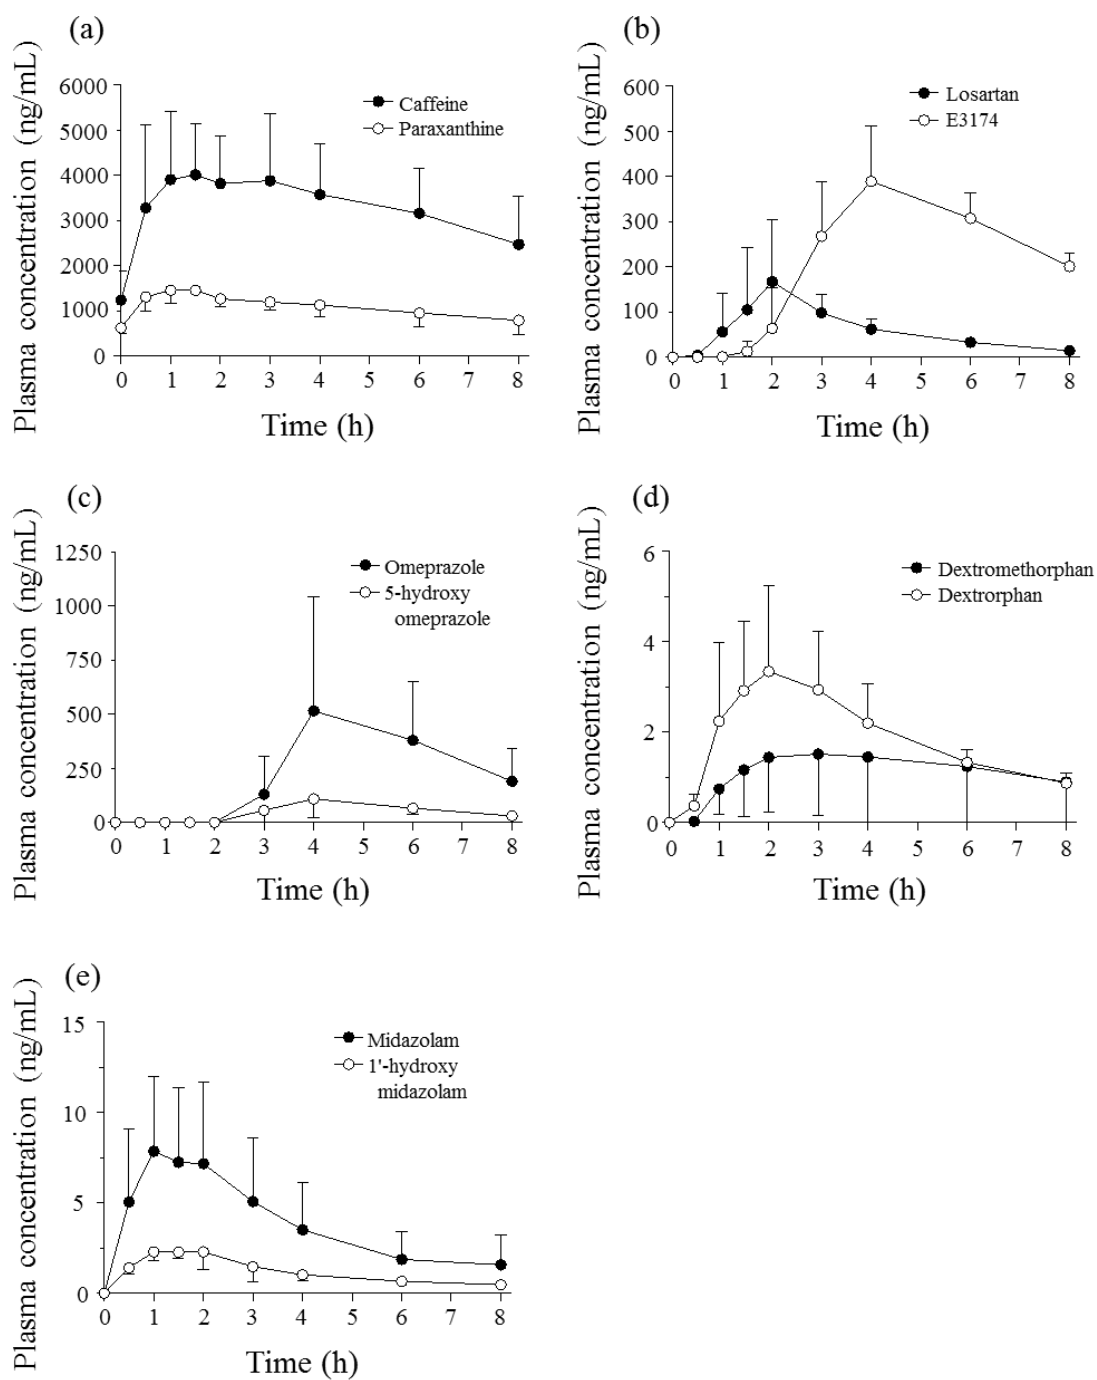 (a)
Plasma concentration (ng/mL)
6000
5000
4000
3000
2000
1000
0
Caffeine
Paraxanthine
0 1 2 3 4 5 6 7 8
Time (h)
(b)
Plasma concentration (ng/mL)
600
500
400
300
200
100
0
Losartan
E3174
0 1 2 3 4 5 6 7 8
Time (h)
(c)
Plasma concentration (ng/mL)
1250
1000
750
500
250
0
Omeprazole
5-hydroxy
omeprazole
0 1 2 3 4 5 6 7 8
Time (h)
(d)
Plasma concentration (ng/mL)
6
4
2
0
Dextromethorphan
Dextrorphan
0 1 2 3 4 5 6 7 8
Time (h)
(e)
Plasma concentration (ng/mL)
15
10
5
0
Midazolam
1'-hydroxy
midazolam
0 1 2 3 4 5 6 7 8
Time (h)